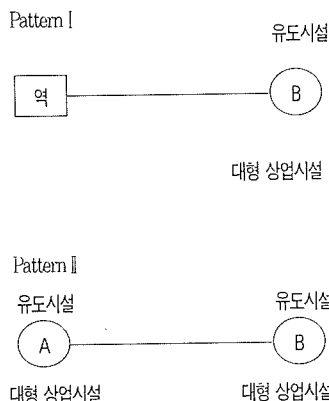 Pattern Ⅰ
유도시설
역
B
대형 상업시설
Pattern Ⅱ
유도시설 유도시설
A B
대형 상업시설 대형 상업시설